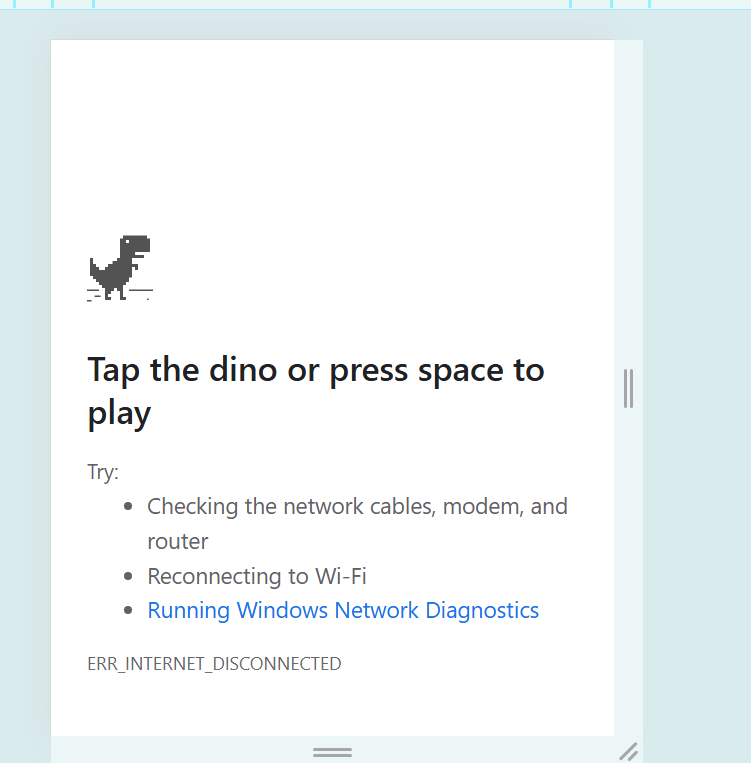 Tap the dino or press space to
play
Try:
Checking the network cables, modem, and
router
Reconnecting to Wi-Fi
Running Windows Network Diagnostics
ERR_INTERNET_DISCONNECTED